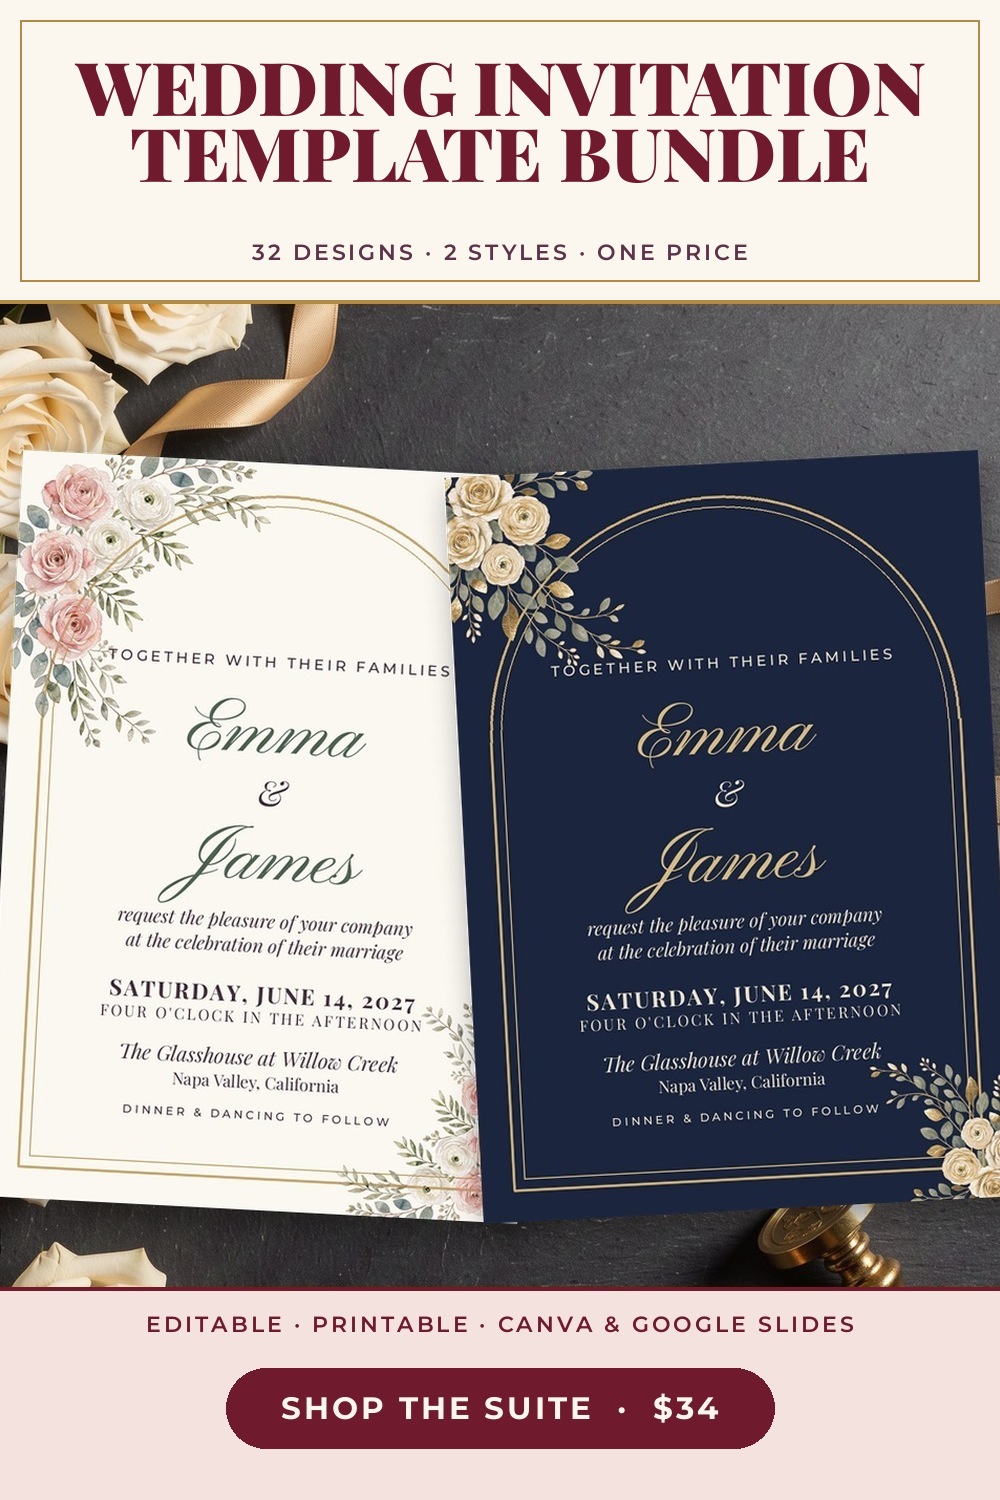 WEDDING INVITATION
TEMPLATE BUNDLE
32 DESIGNS · 2 STYLES · ONE PRICE
TOGETHER WITH THEIR FAMILIES
Emma
&
James
request the pleasure of your company
at the celebration of their marriage
SATURDAY, JUNE 14, 2027
FOUR O'CLOCK IN THE AFTERNOON
The Glasshouse at Willow Creek
Napa Valley, California
DINNER & DANCING TO FOLLOW
TOGETHER WITH THEIR FAMILIES
Emma
&
James
request the pleasure of your company
at the celebration of their marriage
SATURDAY, JUNE 14, 2027
FOUR O'CLOCK IN THE AFTERNOON
The Glasshouse at Willow Creek
Napa Valley, California
DINNER & DANCING TO FOLLOW
EDITABLE · PRINTABLE · CANVA & GOOGLE SLIDES
SHOP THE SUITE · $34